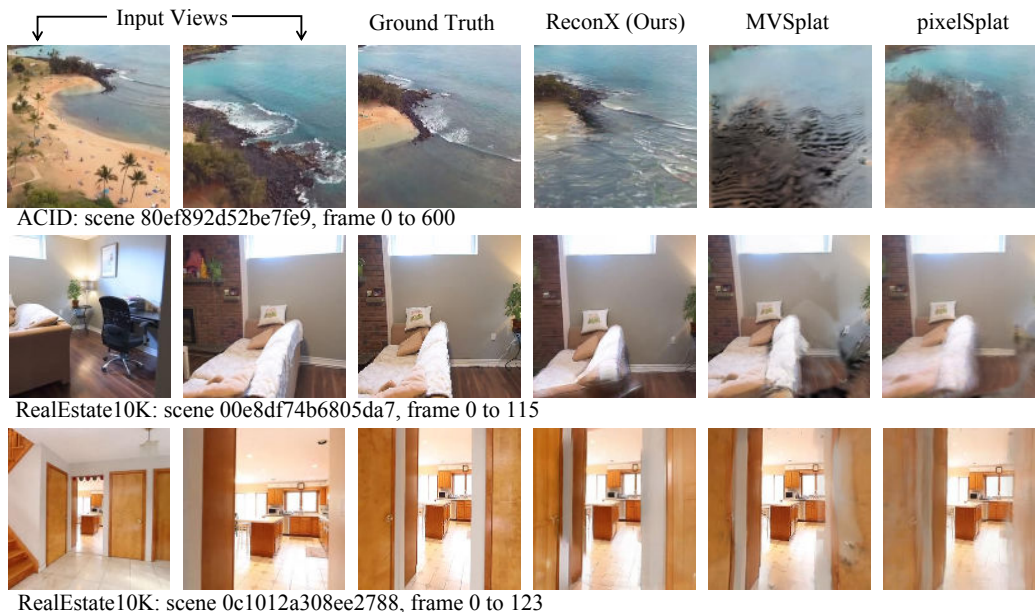 Input Views Ground Truth ReconX (Ours) MVSplat pixelSplat
ACID: scene 80ef892d52be7fe9, frame 0 to 600
RealEstate10K: scene 00e8df74b6805da7, frame 0 to 115
RealEstate10K: scene 0c1012a308ee2788, frame 0 to 123